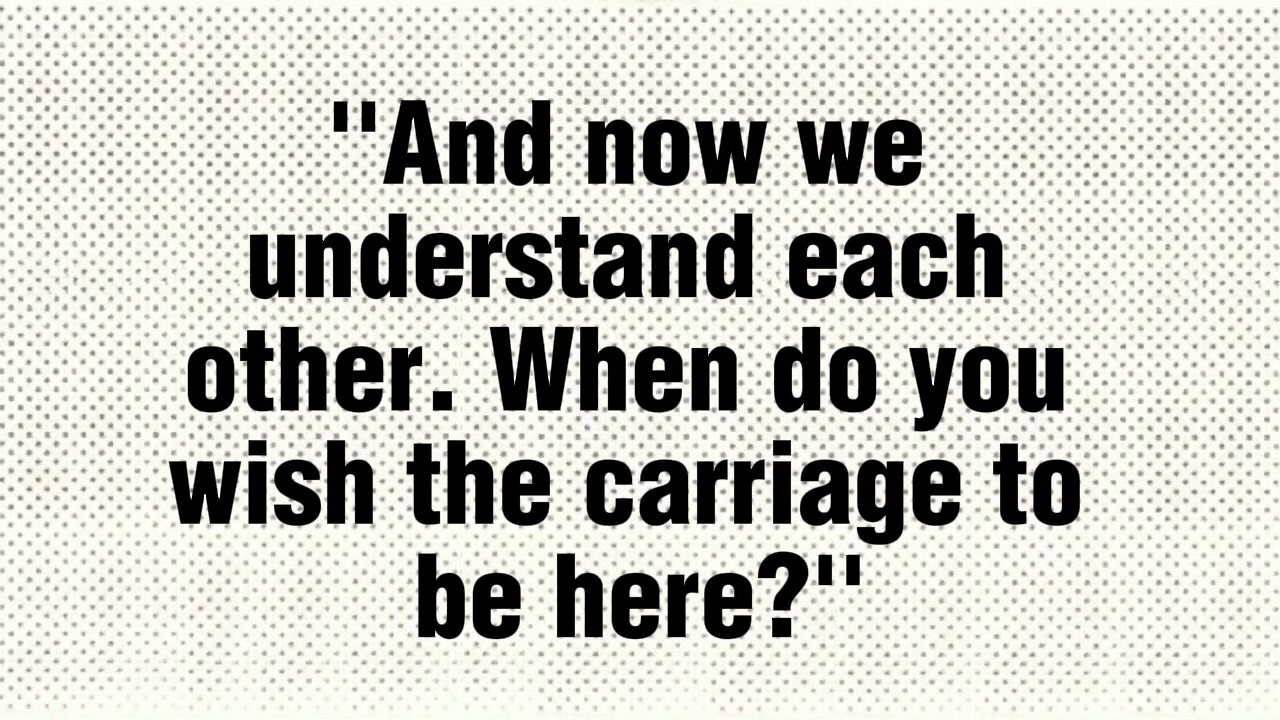 "And now we
understand each
other. When do you
wish the carriage to
be here?"